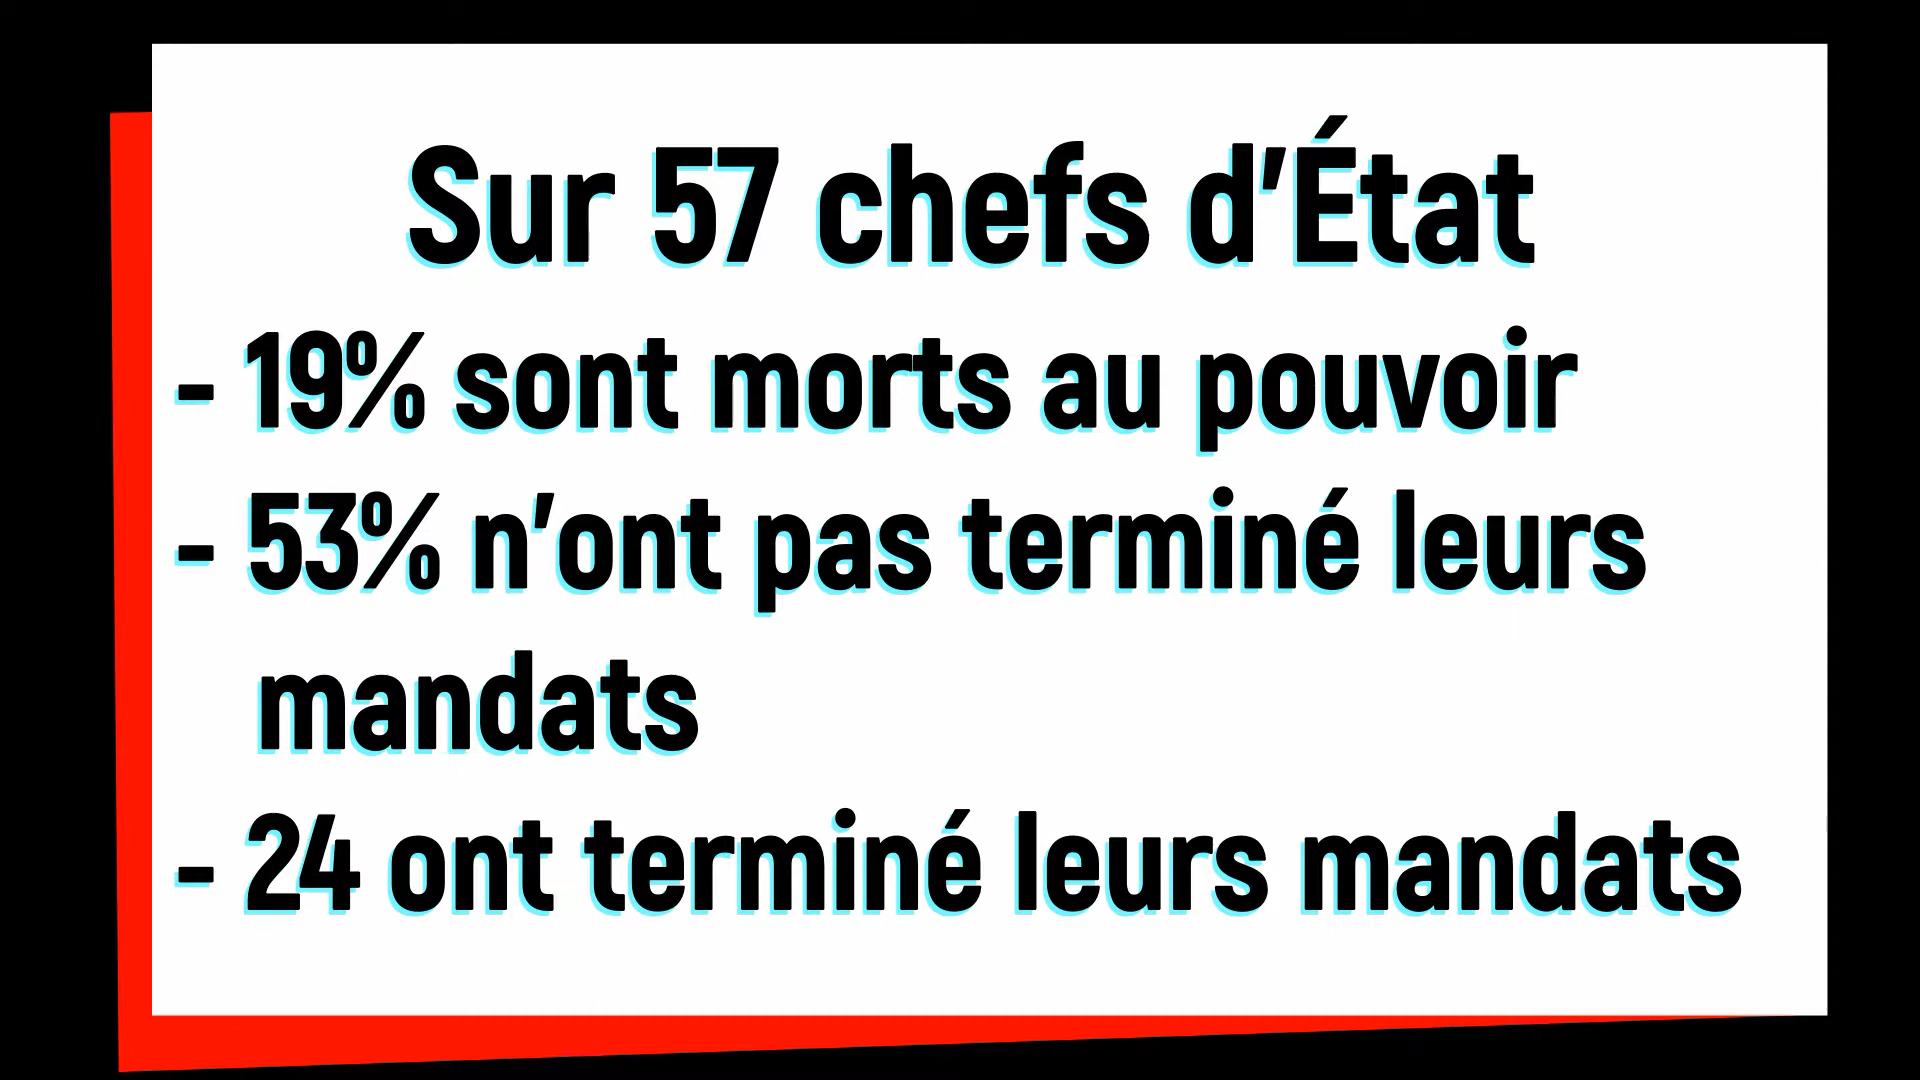 Sur 57 chefs d'État
- 19% sont morts au pouvoir
- 53% n'ont pas terminé leurs
mandats
- 24 ont terminé leurs mandats